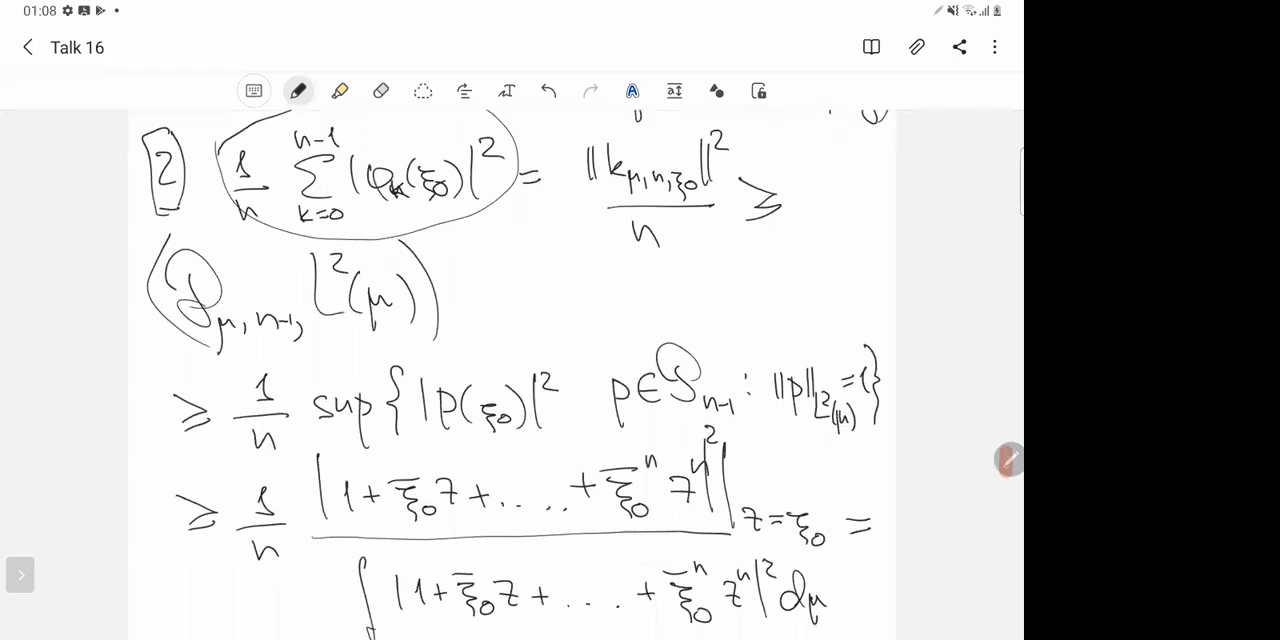 01:08
Talk 16
2 1/n ∑_{k=0}^{n-1} |φ_k(ξ_0)|^2 = ||k_{μ,n,ξ_0}||^2 / n ≥
(P_{μ,n-1}, L^2(μ))
≥ 1/n sup{ |p(ξ_0)|^2 p ∈ P_{n-1} : ||p||_{L^2(μ)} = 1 }
≥ 1/n |1 + ξ̄_0 z + .... + ξ̄_0^n z^n|^2 |_{z=ξ_0} =
∫ |1 + ξ̄_0 z + .... + ξ̄_0^n z^n|^2 dμ